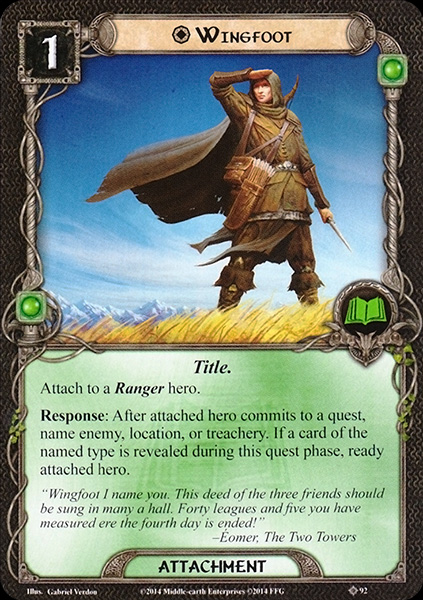 1
Wingfoot
Title.
Attach to a Ranger hero.
Response: After attached hero commits to a quest,
name enemy, location, or treachery. If a card of the
named type is revealed during this quest phase, ready
attached hero.
“Wingfoot I name you. This deed of the three friends should
be sung in many a hall. Forty leagues and five you have
measured ere the fourth day is ended!”
–Éomer, The Two Towers
ATTACHMENT
Illus. Gabriel Verdon ©2014 Middle-earth Enterprises ©2014 FFG 92